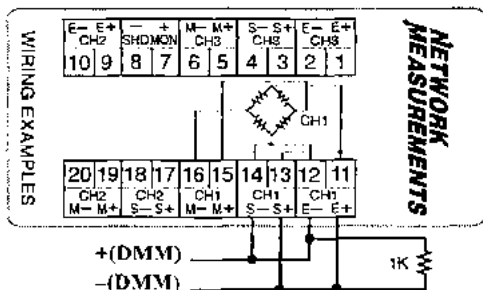 WIRING EXAMPLES
E− E+ − + M− M+ S− S+ E− E+
CH2 SHD MON CH3 CH3 CH3
10 9 8 7 6 5 4 3 2 1
CH1
20 19 18 17 16 15 14 13 12 11
CH2 CH2 CH1 CH1 CH1
M− M+ S− S+ M− M+ S− S+ E− E+
NETWORK
MEASUREMENTS
+(DMM)
−(DMM)
1K